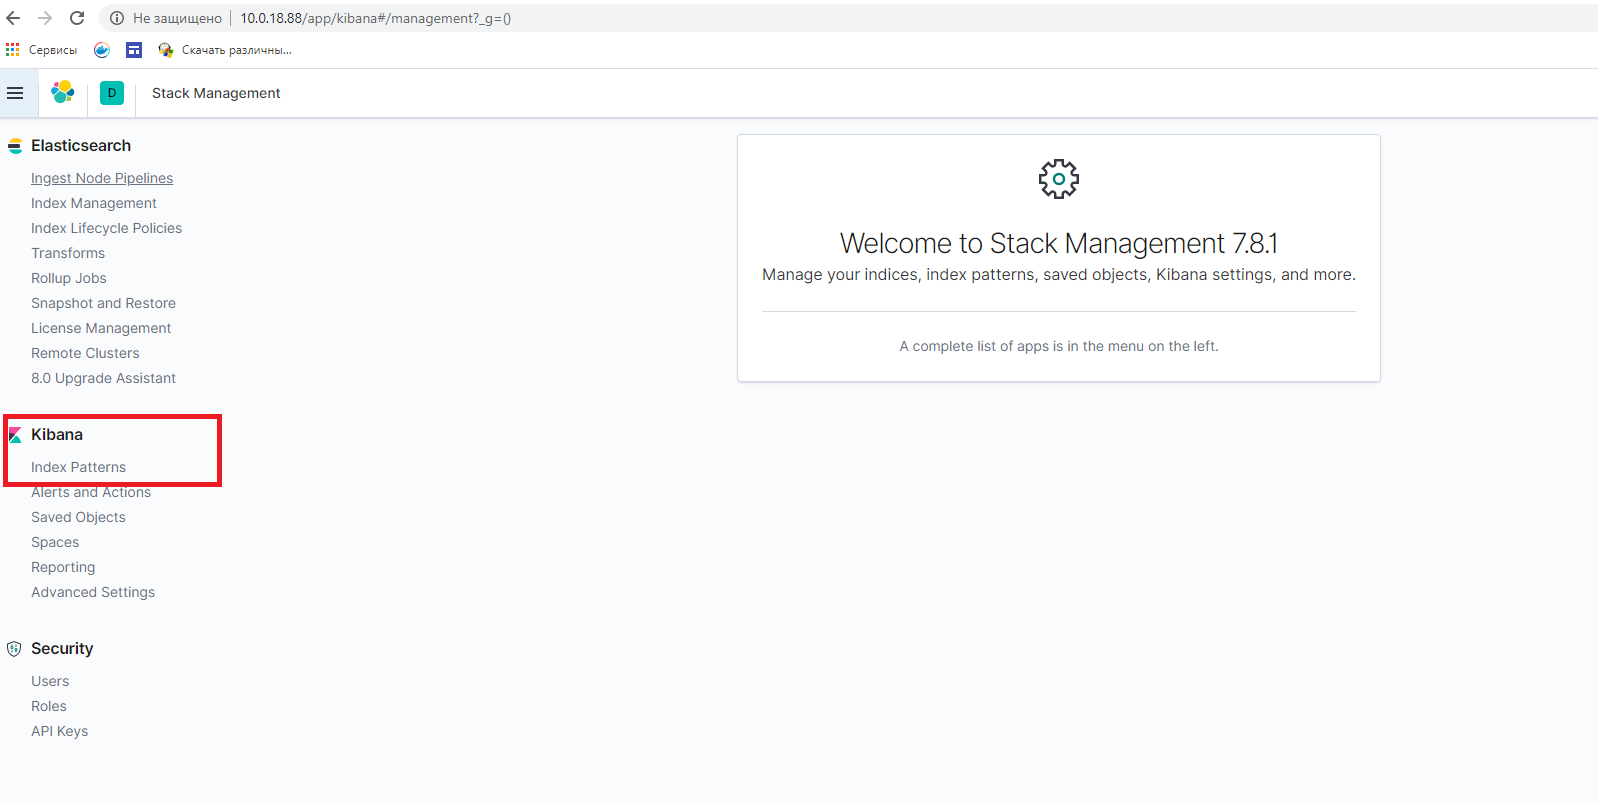 Не защищено 10.0.18.88/app/kibana#/management?_g=()
Сервисы Скачать различны...
D Stack Management
Elasticsearch
Ingest Node Pipelines
Index Management
Index Lifecycle Policies
Transforms
Rollup Jobs
Snapshot and Restore
License Management
Remote Clusters
8.0 Upgrade Assistant
Kibana
Index Patterns
Alerts and Actions
Saved Objects
Spaces
Reporting
Advanced Settings
Security
Users
Roles
API Keys
Welcome to Stack Management 7.8.1
Manage your indices, index patterns, saved objects, Kibana settings, and more.
A complete list of apps is in the menu on the left.